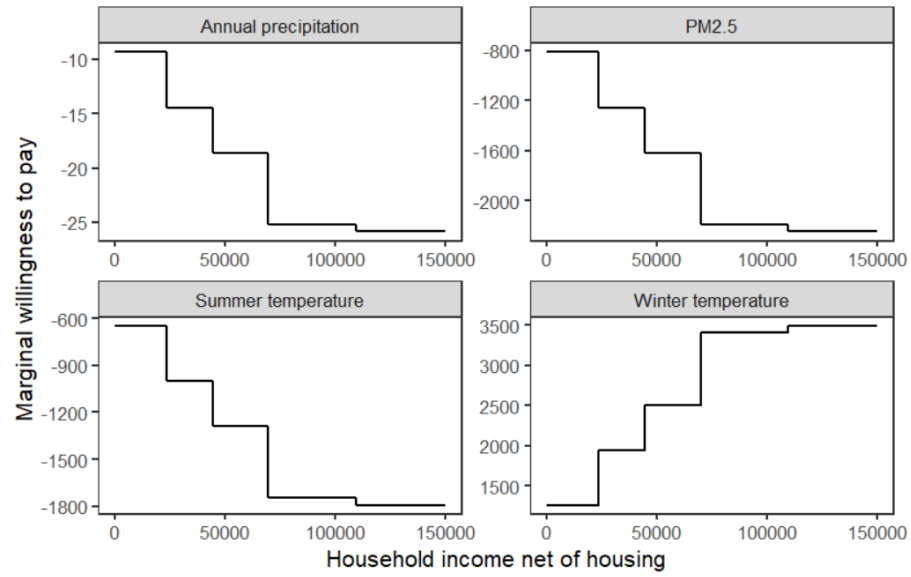 Annual precipitation
PM2.5
-10
-15
-20
-25
-800
-1200
-1600
-2000
0 50000 100000 150000
0 50000 100000 150000
Summer temperature
Winter temperature
-600
-900
-1200
-1500
-1800
3500
3000
2500
2000
1500
0 50000 100000 150000
0 50000 100000 150000
Marginal willingness to pay
Household income net of housing